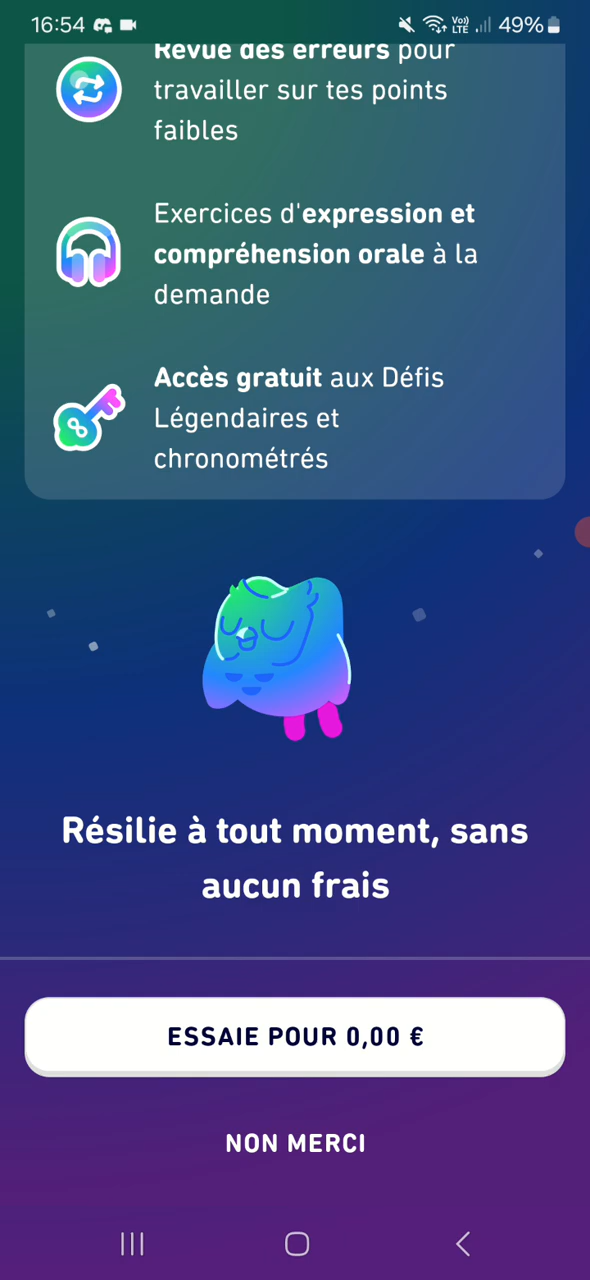 16:54
Vo))
LTE
49%
Revue des erreurs pour
travailler sur tes points
faibles
Exercices d'expression et
compréhension orale à la
demande
Accès gratuit aux Défis
Légendaires et
chronométrés
Résilie à tout moment, sans
aucun frais
ESSAIE POUR 0,00 €
NON MERCI